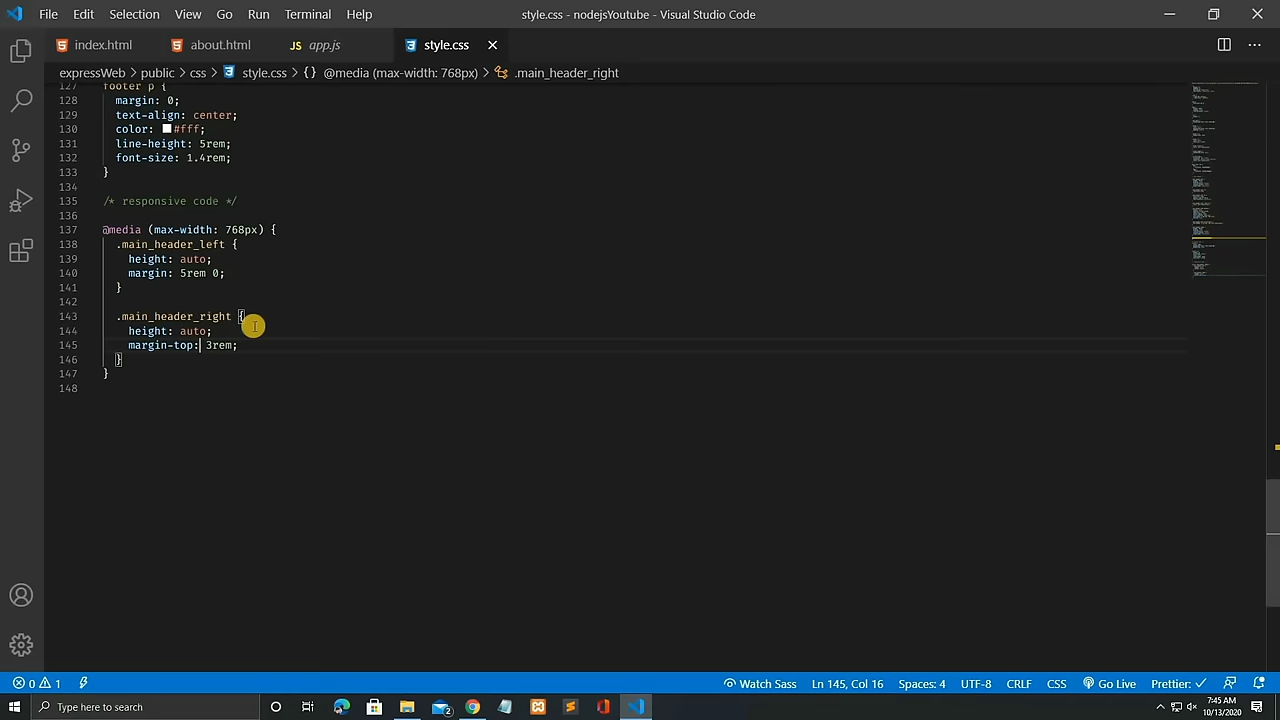 File Edit Selection View Go Run Terminal Help style.css - nodejsYoutube - Visual Studio Code
index.html about.html JS app.js style.css
expressWeb > public > css > style.css > {} @media (max-width: 768px) > .main_header_right
127 footer p {
128 margin: 0;
129 text-align: center;
130 color: #fff;
131 line-height: 5rem;
132 font-size: 1.4rem;
133 }
134
135 /* responsive code */
136
137 @media (max-width: 768px) {
138 .main_header_left {
139 height: auto;
140 margin: 5rem 0;
141 }
142
143 .main_header_right {
144 height: auto;
145 margin-top: 3rem;
146 }
147 }
148
0 1 Watch Sass Ln 145, Col 16 Spaces: 4 UTF-8 CRLF CSS Go Live Prettier: ✓
Type here to search 2 7:45 AM
10/13/2020